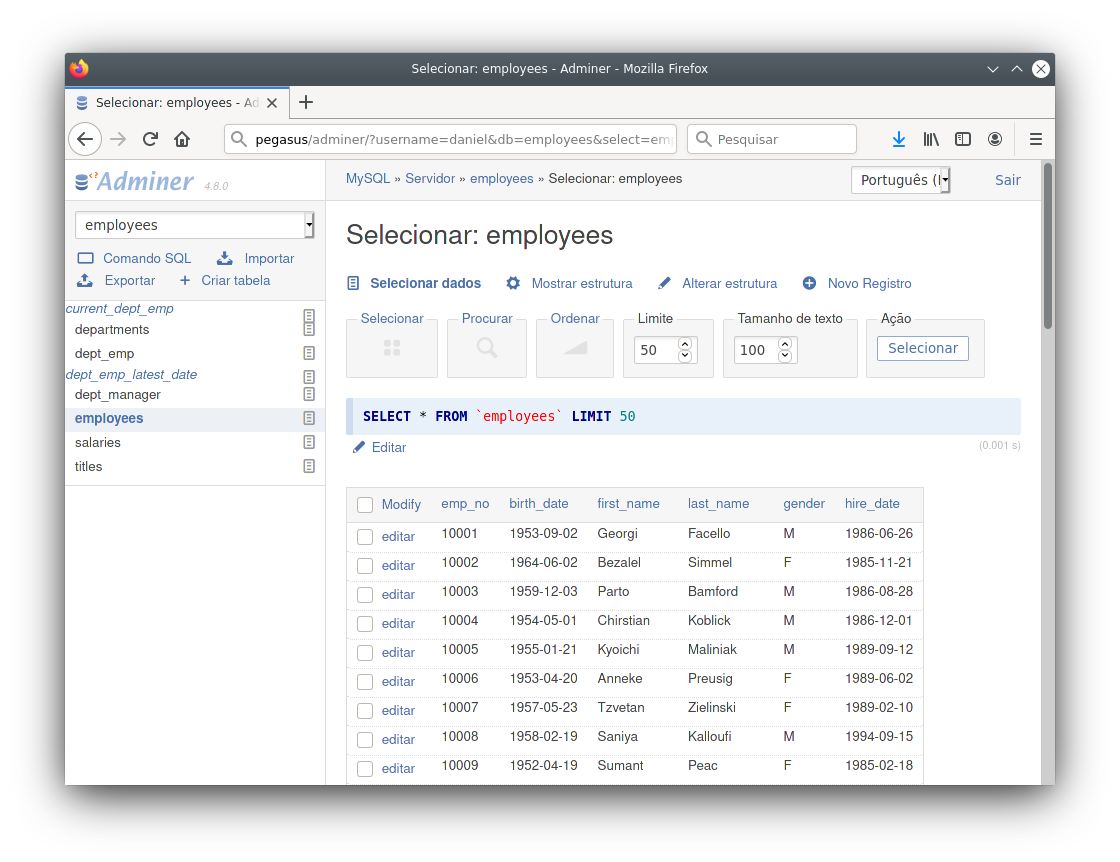 Selecionar: employees - Adminer - Mozilla Firefox
Selecionar: employees - Ad
pegasus/adminer/?username=daniel&db=employees&select=em
Pesquisar
Adminer 4.8.0
MySQL » Servidor » employees » Selecionar: employees
Português (
Sair
employees
Comando SQL
Importar
Exportar
+ Criar tabela
current_dept_emp
departments
dept_emp
dept_emp_latest_date
dept_manager
employees
salaries
titles
Selecionar: employees
Selecionar dados Mostrar estrutura Alterar estrutura Novo Registro
Selecionar Procurar Ordenar Limite Tamanho de texto Ação
50 100 Selecionar
SELECT * FROM `employees` LIMIT 50
Editar (0.001 s)
Modify emp_no birth_date first_name last_name gender hire_date
editar 10001 1953-09-02 Georgi Facello M 1986-06-26
editar 10002 1964-06-02 Bezalel Simmel F 1985-11-21
editar 10003 1959-12-03 Parto Bamford M 1986-08-28
editar 10004 1954-05-01 Chirstian Koblick M 1986-12-01
editar 10005 1955-01-21 Kyoichi Maliniak M 1989-09-12
editar 10006 1953-04-20 Anneke Preusig F 1989-06-02
editar 10007 1957-05-23 Tzvetan Zielinski F 1989-02-10
editar 10008 1958-02-19 Saniya Kalloufi M 1994-09-15
editar 10009 1952-04-19 Sumant Peac F 1985-02-18